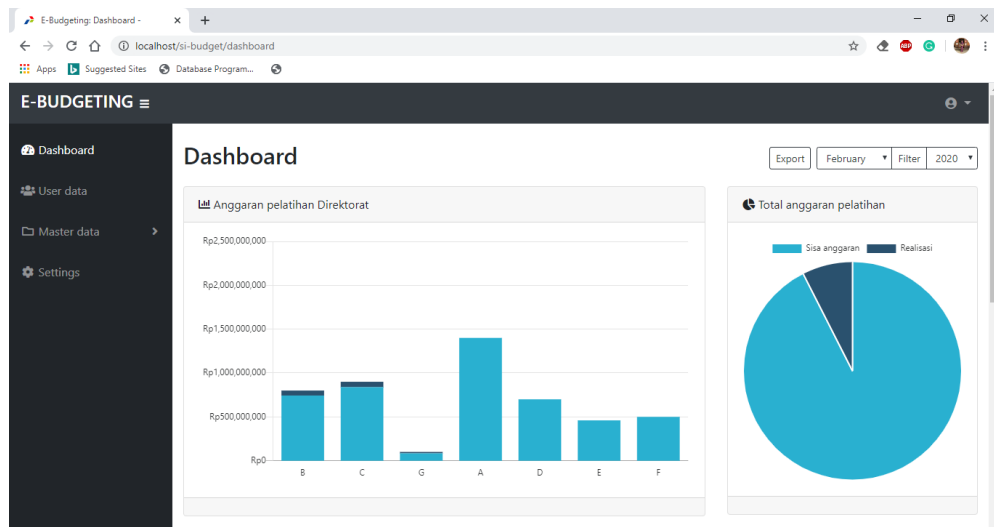 E-Budgeting: Dashboard -
localhost/si-budget/dashboard
Apps
Suggested Sites
Database Program...
ABP
G
E-BUDGETING
Dashboard
User data
Master data
Settings
Dashboard
Export
February
Filter
2020
Anggaran pelatihan Direktorat
Rp2,500,000,000
Rp2,000,000,000
Rp1,500,000,000
Rp1,000,000,000
Rp500,000,000
Rp0
B C G A D E F
Total anggaran pelatihan
Sisa anggaran Realisasi